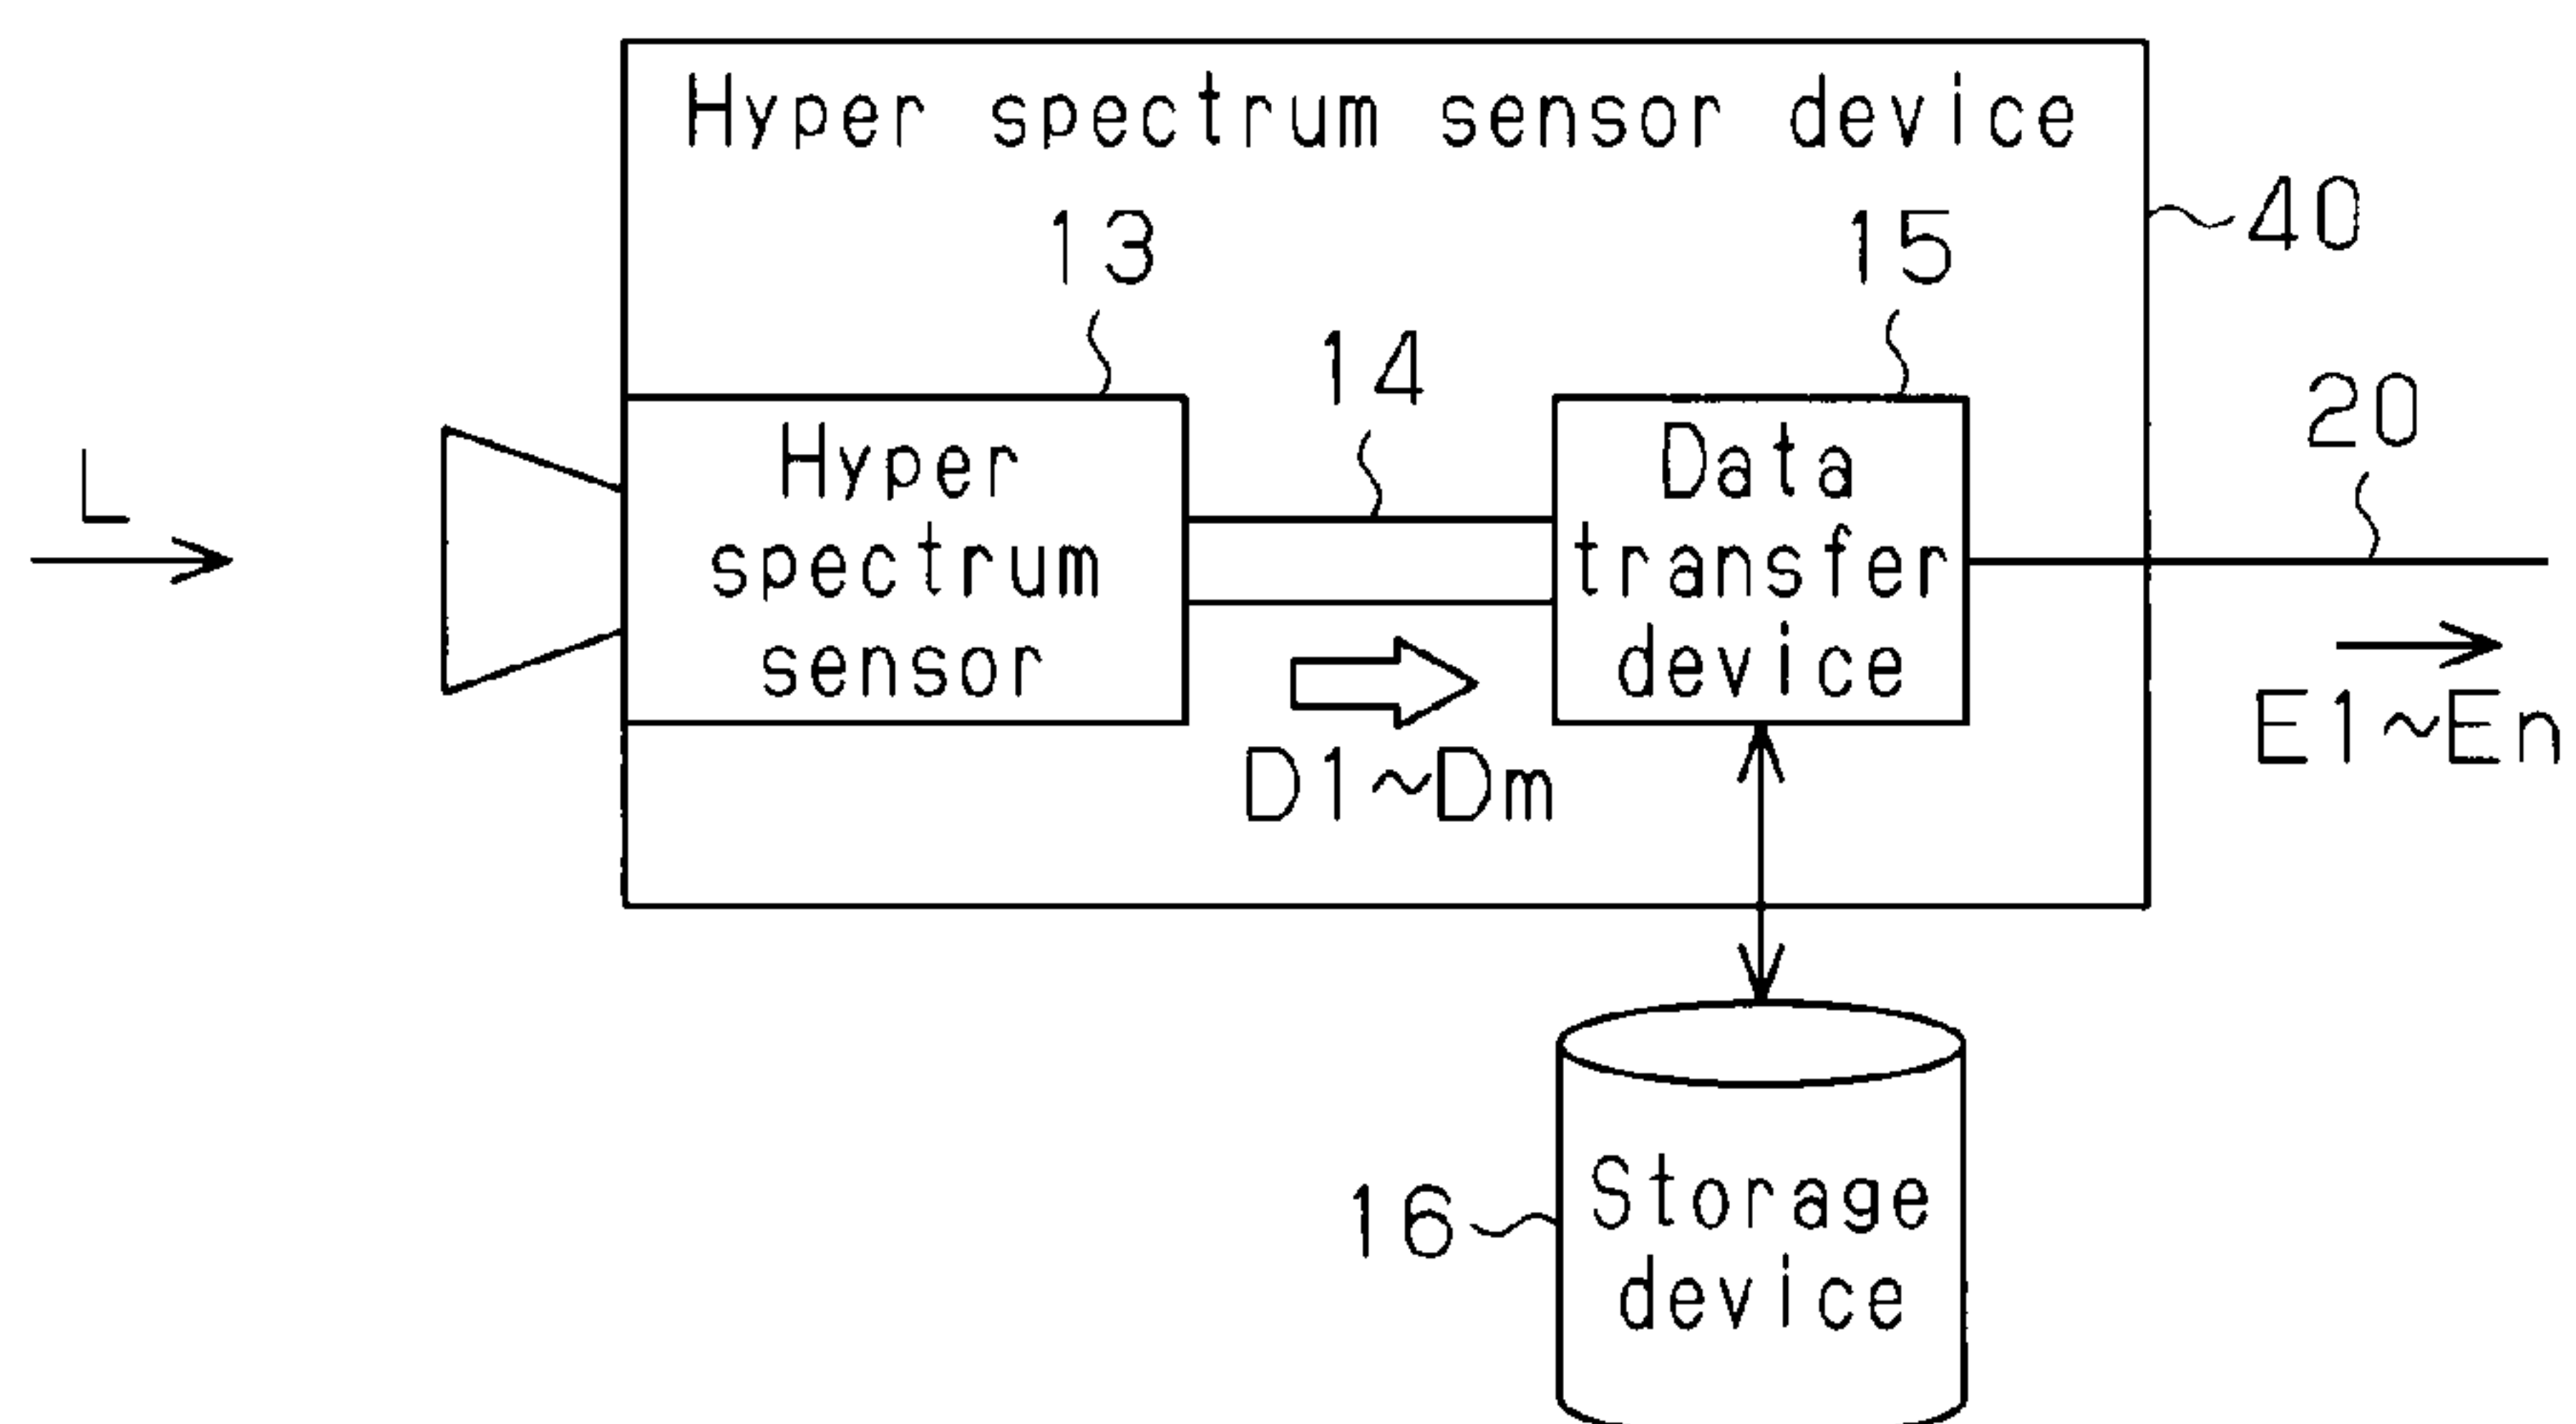 Hyper spectrum sensor device
40
13
15
14
20
L
Hyper
spectrum
sensor
Data
transfer
device
D1~Dm
E1~En
16
Storage
device